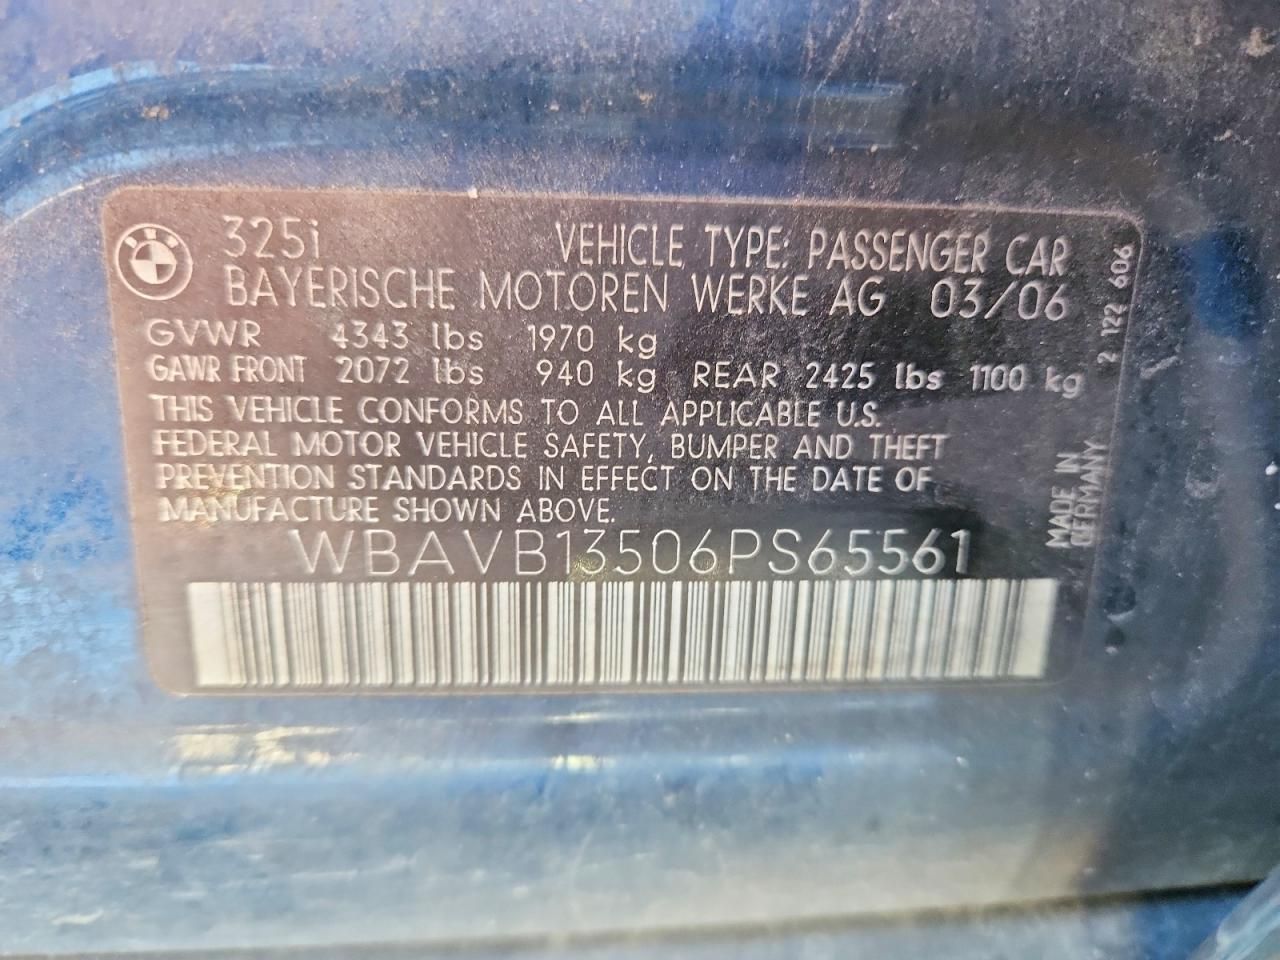 325i VEHICLE TYPE: PASSENGER CAR
BAYERISCHE MOTOREN WERKE AG 03/06
GVWR 4343 lbs 1970 kg
GAWR FRONT 2072 lbs 940 kg REAR 2425 lbs 1100 kg
THIS VEHICLE CONFORMS TO ALL APPLICABLE U.S.
FEDERAL MOTOR VEHICLE SAFETY, BUMPER AND THEFT
PREVENTION STANDARDS IN EFFECT ON THE DATE OF
MANUFACTURE SHOWN ABOVE.
WBAVB13506PS65561
2 122 606
MADE IN
GERMANY